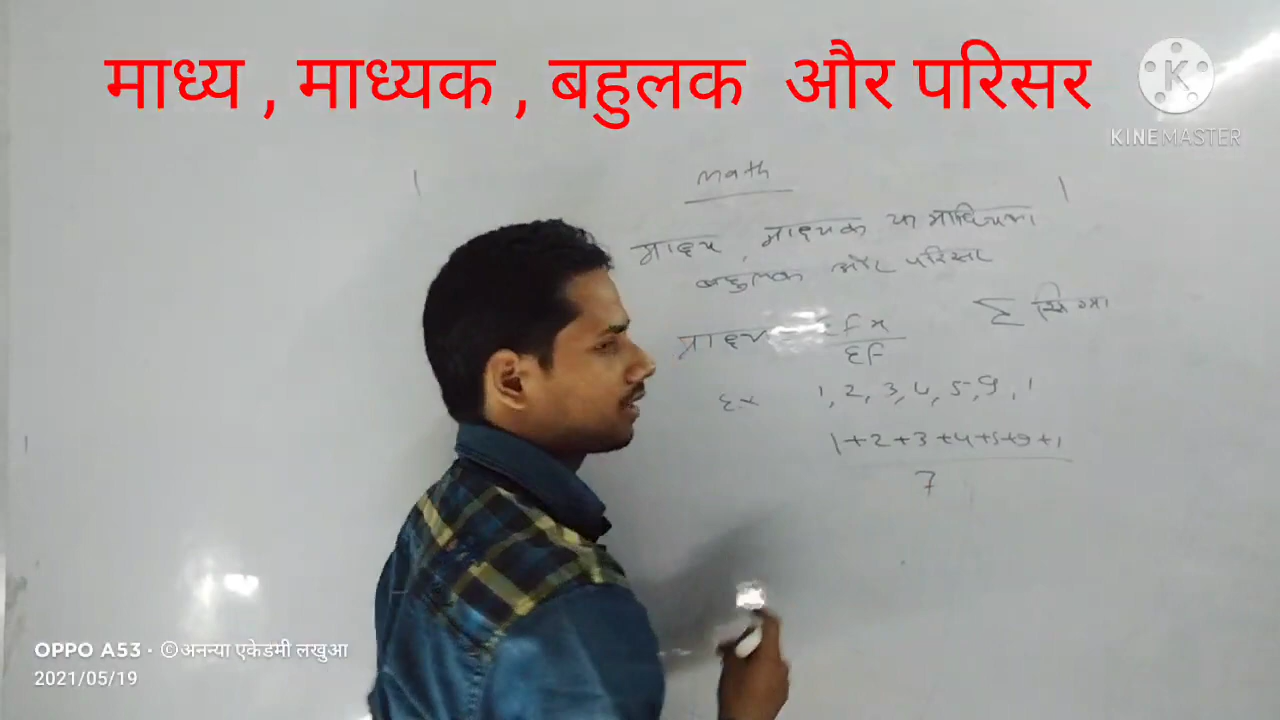 माध्य , माध्यक , बहुलक और परिसर
KINEMASTER
math
माध्य , माध्यक या माधियका
बहुलक और परिसर
Σ सिग्मा
माध्य = Σfx
Σf
Ex 1, 2, 3, 4, 5, 9, 1
1+2+3+4+5+9+1
7
OPPO A53 · ©अनन्या एकेडमी लखुआ
2021/05/19